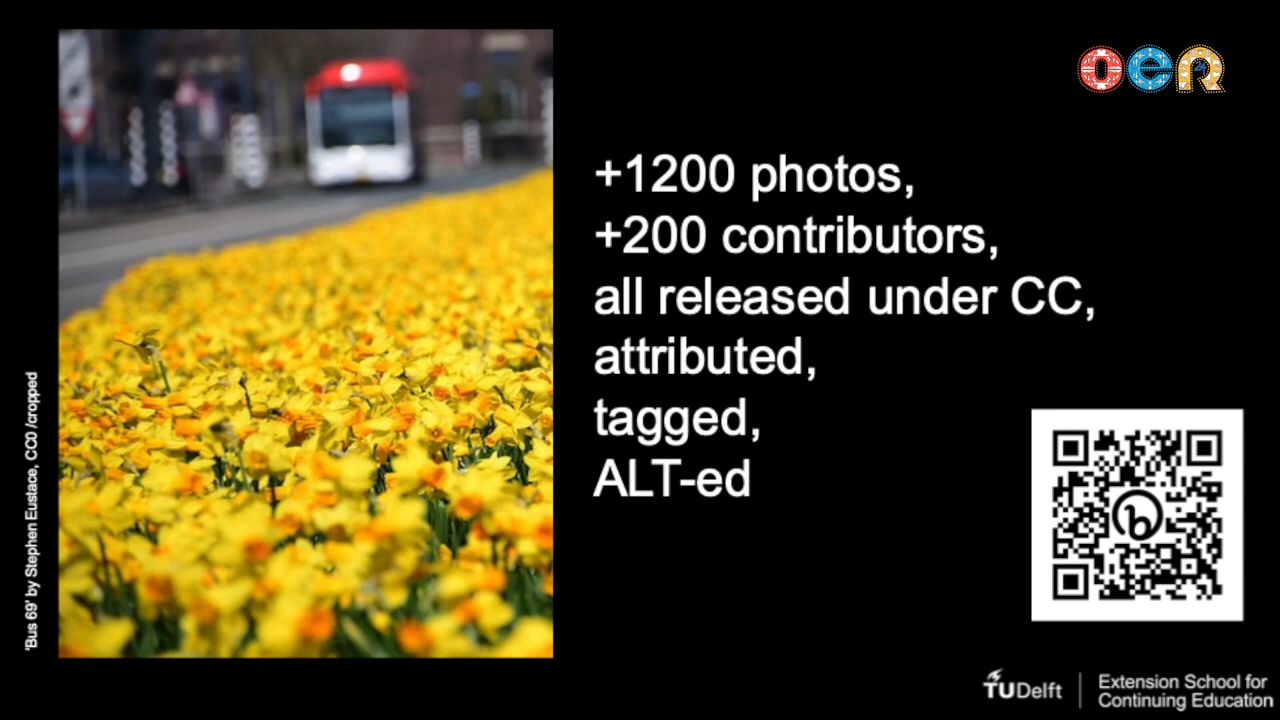 oer
+1200 photos,
+200 contributors,
all released under CC,
attributed,
tagged,
ALT-ed
'Bus 69' by Stephen Eustace, CC0 /cropped
TUDelft
Extension School for
Continuing Education